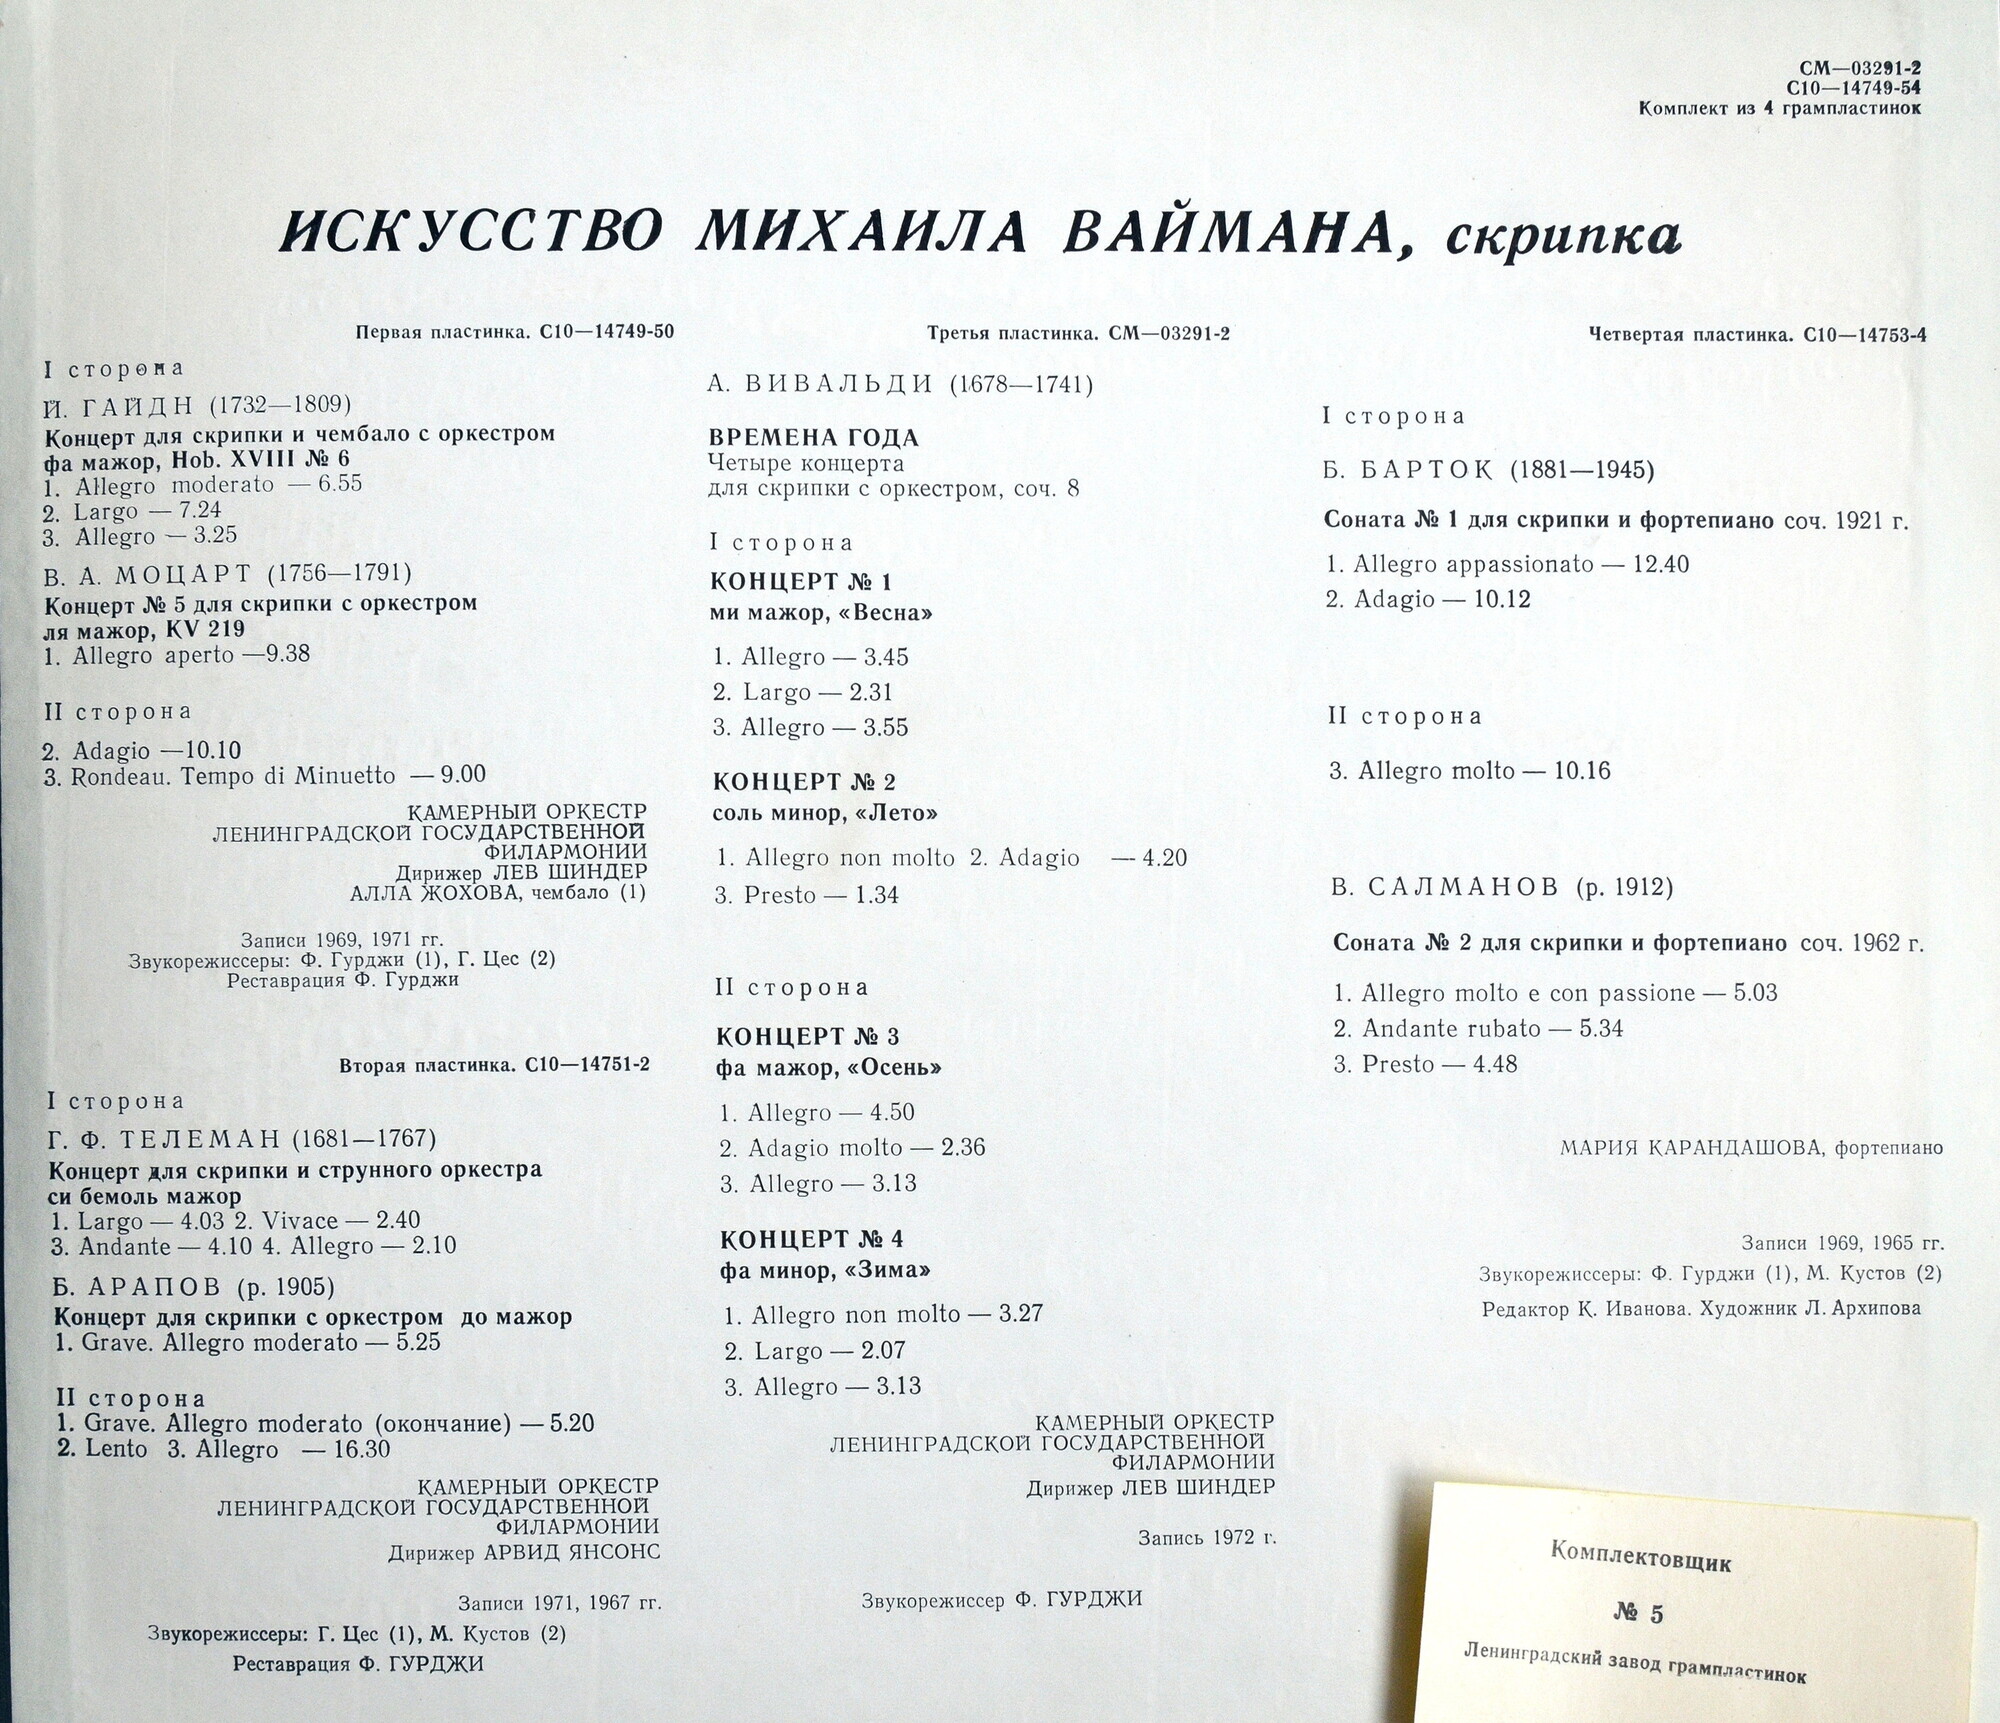 СМ—03291-2
С10—14749-54
Комплект из 4 грампластинок
ИСКУССТВО МИХАИЛА ВАЙМАНА, скрипка
Первая пластинка. С10—14749-50
I сторона
Й. ГАЙДН (1732—1809)
Концерт для скрипки и чембало с оркестром
фа мажор, Hob. XVIII № 6
1. Allegro moderato — 6.55
2. Largo — 7.24
3. Allegro — 3.25
В. А. МОЦАРТ (1756—1791)
Концерт № 5 для скрипки с оркестром
ля мажор, KV 219
1. Allegro aperto —9.38
II сторона
2. Adagio —10.10
3. Rondeau. Tempo di Minuetto — 9.00
КАМЕРНЫЙ ОРКЕСТР
ЛЕНИНГРАДСКОЙ ГОСУДАРСТВЕННОЙ
ФИЛАРМОНИИ
Дирижер ЛЕВ ШИНДЕР
АЛЛА ЖОХОВА, чембало (1)
Записи 1969, 1971 гг.
Звукорежиссеры: Ф. Гурджи (1), Г. Цес (2)
Реставрация Ф. Гурджи
Вторая пластинка. С10—14751-2
I сторона
Г. Ф. ТЕЛЕМАН (1681—1767)
Концерт для скрипки и струнного оркестра
си бемоль мажор
1. Largo — 4.03 2. Vivace — 2.40
3. Andante — 4.10 4. Allegro — 2.10
Б. АРАПОВ (р. 1905)
Концерт для скрипки с оркестром до мажор
1. Grave. Allegro moderato — 5.25
II сторона
1. Grave. Allegro moderato (окончание) — 5.20
2. Lento 3. Allegro — 16.30
КАМЕРНЫЙ ОРКЕСТР
ЛЕНИНГРАДСКОЙ ГОСУДАРСТВЕННОЙ
ФИЛАРМОНИИ
Дирижер АРВИД ЯНСОНС
Записи 1971, 1967 гг.
Звукорежиссеры: Г. Цес (1), М. Кустов (2)
Реставрация Ф. ГУРДЖИ
Третья пластинка. СМ—03291-2
А. ВИВАЛЬДИ (1678—1741)
ВРЕМЕНА ГОДА
Четыре концерта
для скрипки с оркестром, соч. 8
I сторона
КОНЦЕРТ № 1
ми мажор, «Весна»
1. Allegro — 3.45
2. Largo — 2.31
3. Allegro — 3.55
КОНЦЕРТ № 2
соль минор, «Лето»
1. Allegro non molto 2. Adagio — 4.20
3. Presto — 1.34
II сторона
КОНЦЕРТ № 3
фа мажор, «Осень»
1. Allegro — 4.50
2. Adagio molto — 2.36
3. Allegro — 3.13
КОНЦЕРТ № 4
фа минор, «Зима»
1. Allegro non molto — 3.27
2. Largo — 2.07
3. Allegro — 3.13
КАМЕРНЫЙ ОРКЕСТР
ЛЕНИНГРАДСКОЙ ГОСУДАРСТВЕННОЙ
ФИЛАРМОНИИ
Дирижер ЛЕВ ШИНДЕР
Запись 1972 г.
Звукорежиссер Ф. ГУРДЖИ
Четвертая пластинка. С10—14753-4
I сторона
Б. БАРТОК (1881—1945)
Соната № 1 для скрипки и фортепиано соч. 1921 г.
1. Allegro appassionato — 12.40
2. Adagio — 10.12
II сторона
3. Allegro molto — 10.16
В. САЛМАНОВ (р. 1912)
Соната № 2 для скрипки и фортепиано соч. 1962 г.
1. Allegro molto e con passione — 5.03
2. Andante rubato — 5.34
3. Presto — 4.48
МАРИЯ КАРАНДАШОВА, фортепиано
Записи 1969, 1965 гг.
Звукорежиссеры: Ф. Гурджи (1), М. Кустов (2)
Редактор К. Иванова. Художник Л. Архипова
Комплектовщик
№ 5
Ленинградский завод грампластинок